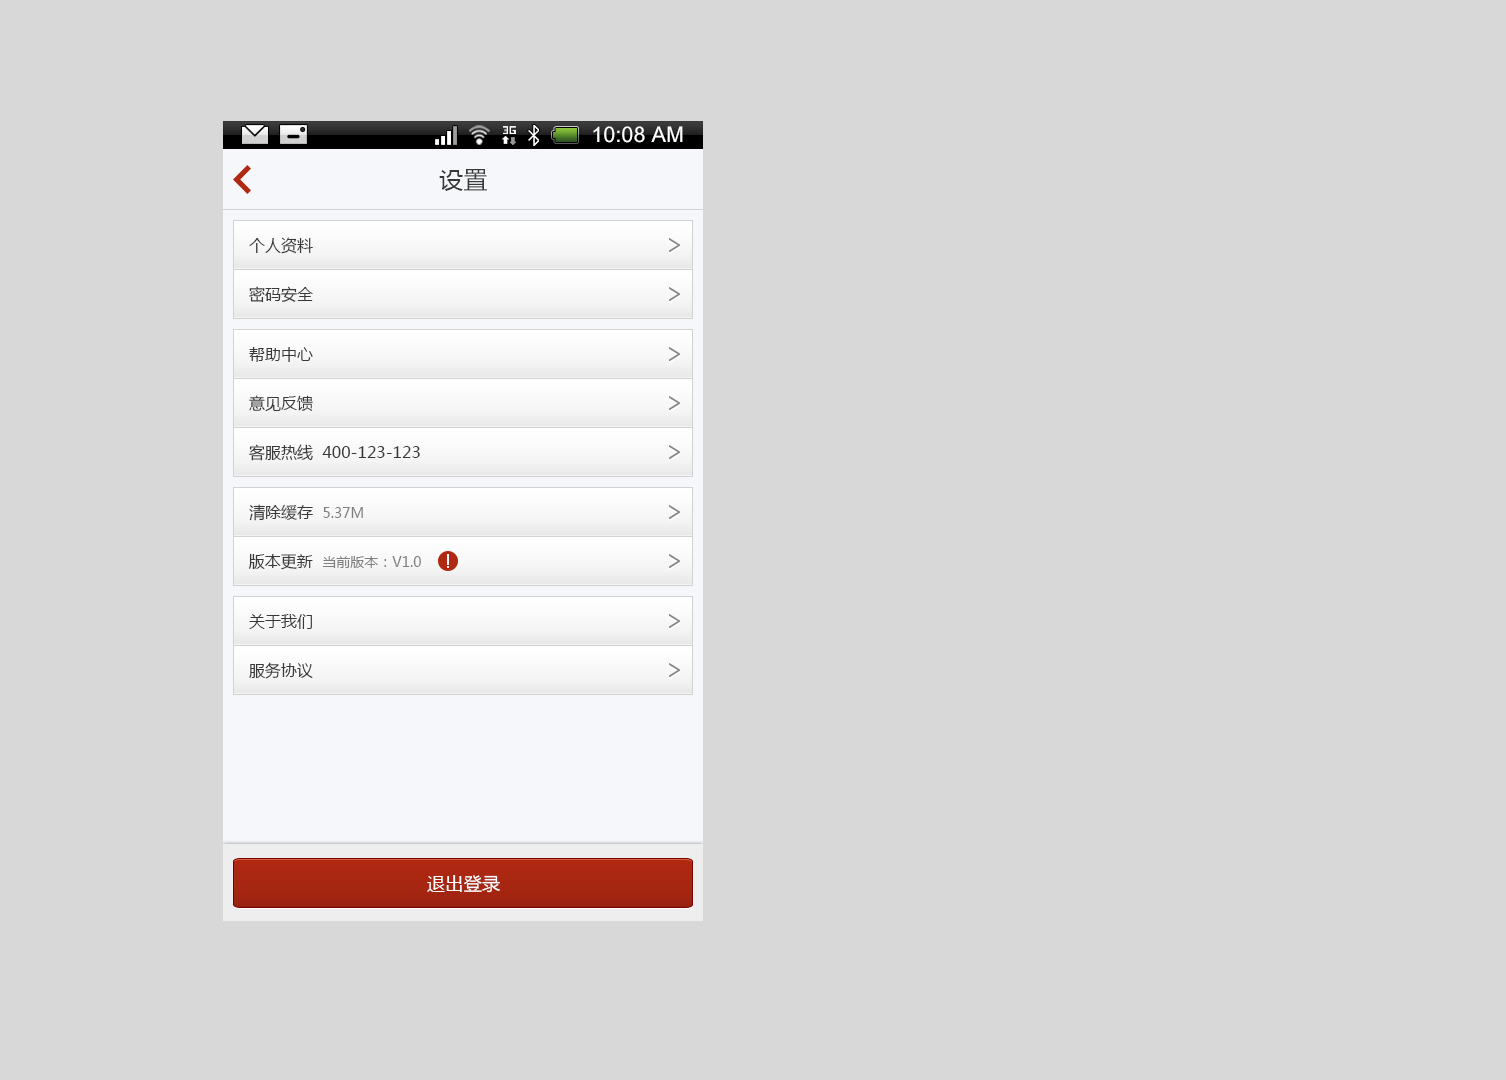 3G 10:08 AM
设置
个人资料
密码安全
帮助中心
意见反馈
客服热线 400-123-123
清除缓存 5.37M
版本更新 当前版本：V1.0 !
关于我们
服务协议
退出登录